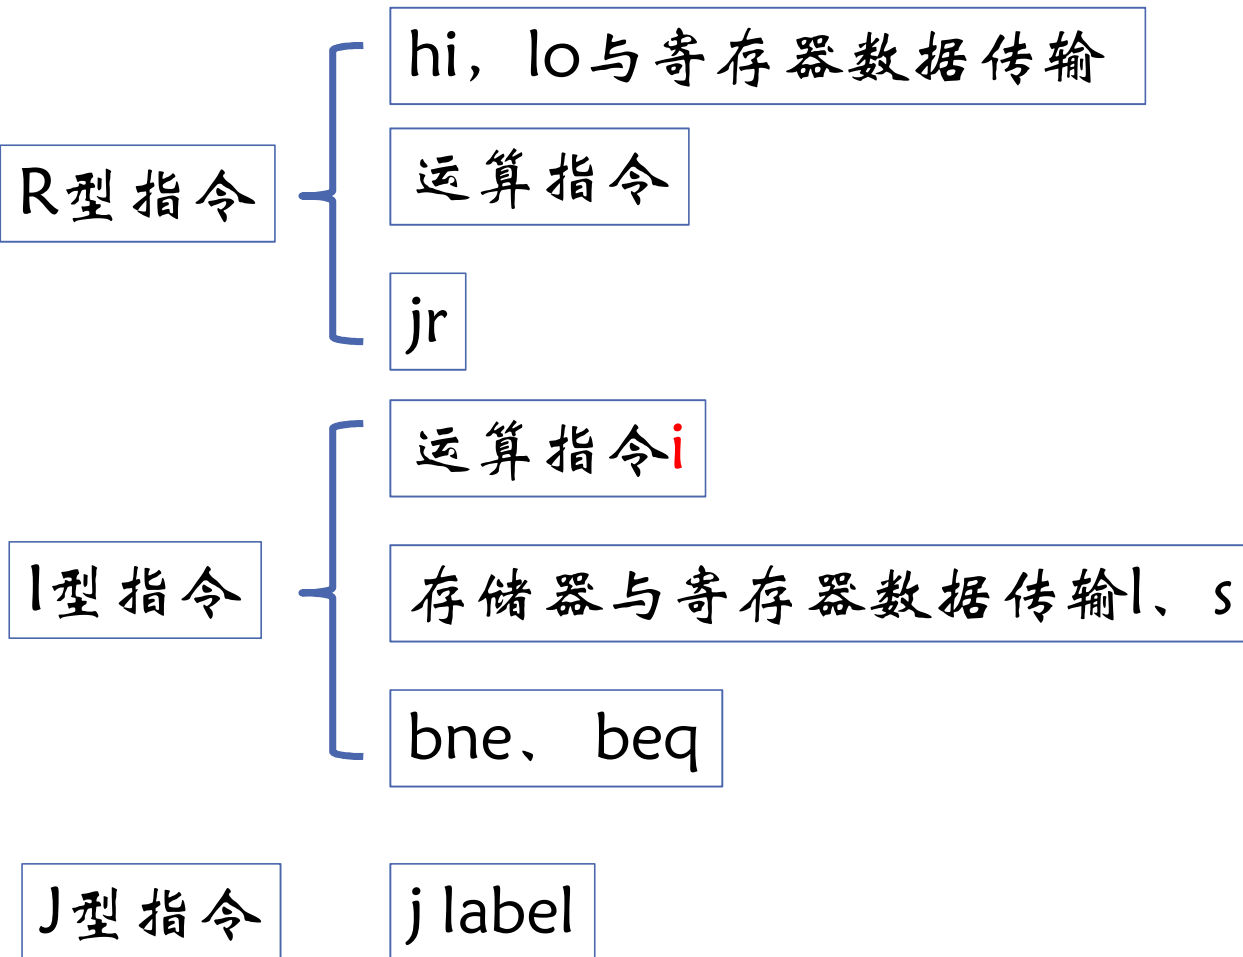 R型指令
hi，lo与寄存器数据传输
运算指令
jr
I型指令
运算指令i
存储器与寄存器数据传输l、s
bne、beq
J型指令
j label